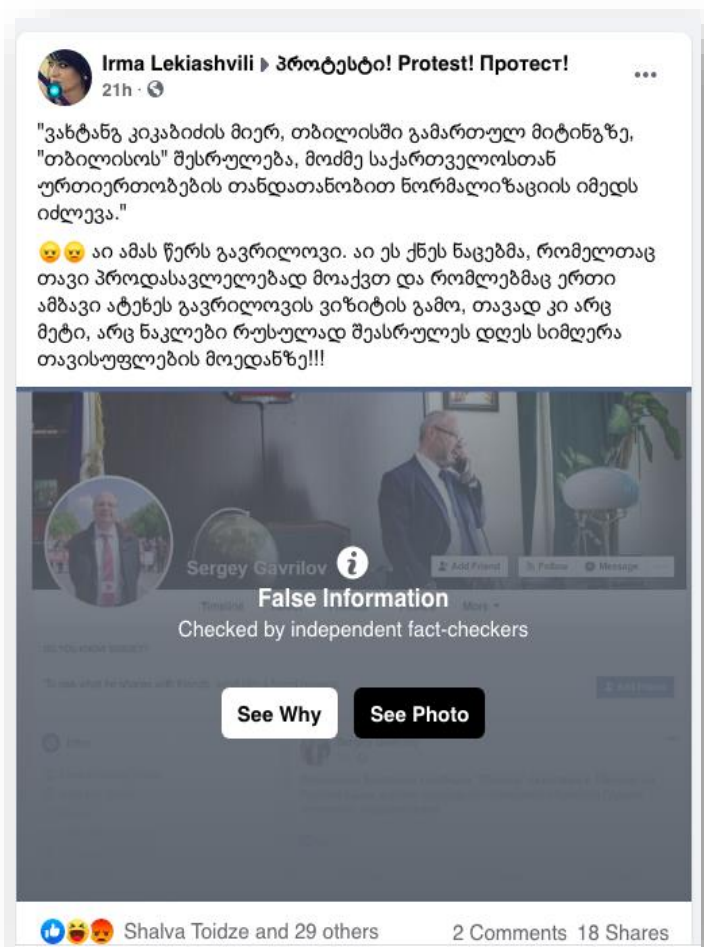 Irma Lekiashvili ▸ პროტესტი! Protest! Протест!
21h ·
"ვახტანგ კიკაბიძის მიერ, თბილისში გამართულ მიტინგზე,
"თბილისოს" შესრულება, მოძმე საქართველოსთან
ურთიერთობების თანდათანობით ნორმალიზაციის იმედს
იძლევა."
😡😡 აი ამას წერს გავრილოვი. აი ეს ქნეს ნაცებმა, რომელთაც
თავი პროდასავლელებად მოაქვთ და რომლებმაც ერთი
ამბავი ატეხეს გავრილოვის ვიზიტის გამო, თავად კი არც
მეტი, არც ნაკლები რუსულად შეასრულეს დღეს სიმღერა
თავისუფლების მოედანზე!!!
Sergey Gavrilov
Add Friend
Follow
Message
Timeline
More
False Information
Checked by independent fact-checkers
See Why
See Photo
Shalva Toidze and 29 others
2 Comments 18 Shares